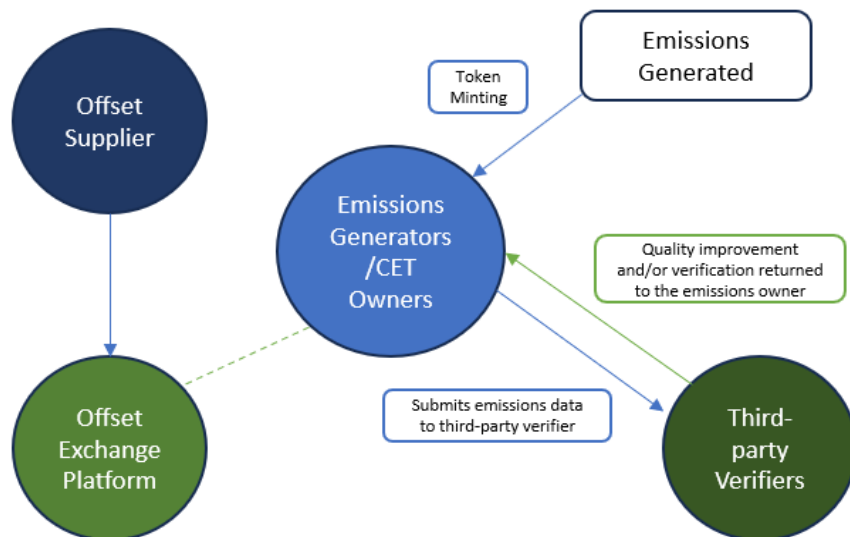 Emissions
Generated
Token
Minting
Offset
Supplier
Emissions
Generators
/CET
Owners
Quality improvement
and/or verification returned
to the emissions owner
Submits emissions data
to third-party verifier
Offset
Exchange
Platform
Third-
party
Verifiers